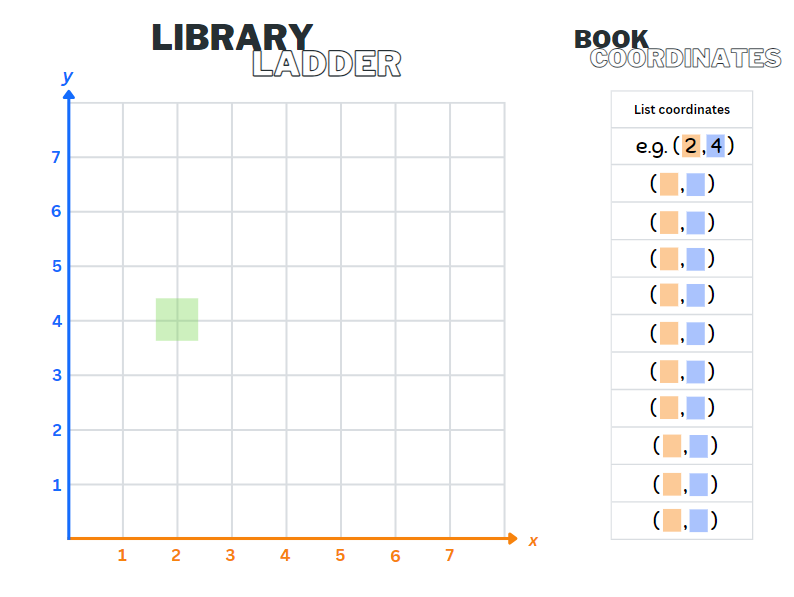 LIBRARY
LADDER
BOOK
COORDINATES
y
7
6
5
4
3
2
1
1 2 3 4 5 6 7 x
List coordinates
e.g. (2,4)
( , )
( , )
( , )
( , )
( , )
( , )
( , )
( , )
( , )
( , )